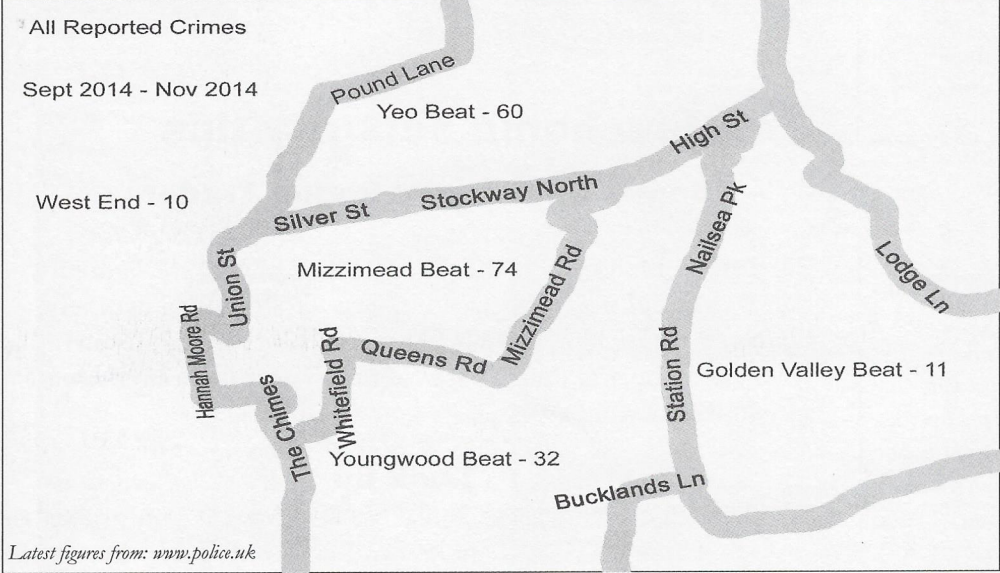 All Reported Crimes
Sept 2014 - Nov 2014
Pound Lane
Yeo Beat - 60
High St
West End - 10
Silver St
Stockway North
Nailsea Pk
Union St
Mizzimead Beat - 74
Mizzimead Rd
Lodge Ln
Hannah Moore Rd
Whitefield Rd
Queens Rd
Station Rd
Golden Valley Beat - 11
The Chimes
Youngwood Beat - 32
Bucklands Ln
Latest figures from: www.police.uk